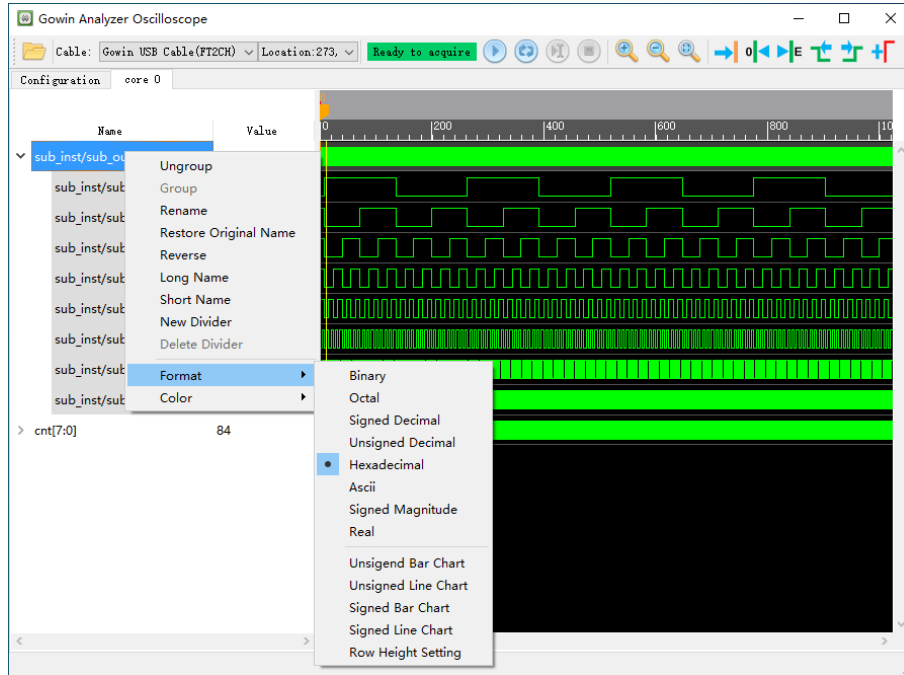 Gowin Analyzer Oscilloscope
Cable: Gowin USB Cable(FT2CH) Location:273, Ready to acquire
Configuration core 0
Name Value
0 200 400 600 800 10
sub_inst/sub_ou
sub_inst/sub
sub_inst/sub
sub_inst/sub
sub_inst/sub
sub_inst/sub
sub_inst/sub
sub_inst/sub
sub_inst/sub
cnt[7:0] 84
Ungroup
Group
Rename
Restore Original Name
Reverse
Long Name
Short Name
New Divider
Delete Divider
Format
Color
Binary
Octal
Signed Decimal
Unsigned Decimal
Hexadecimal
Ascii
Signed Magnitude
Real
Unsigend Bar Chart
Unsigned Line Chart
Signed Bar Chart
Signed Line Chart
Row Height Setting